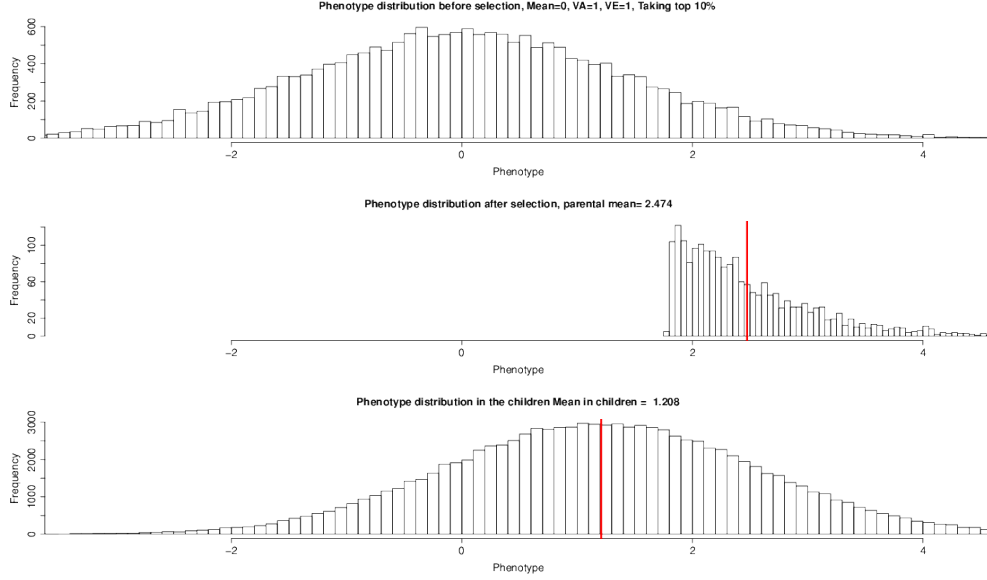 Phenotype distribution before selection, Mean=0, VA=1, VE=1, Taking top 10%
Frequency
0 200 400 600
-2 0 2 4
Phenotype
Phenotype distribution after selection, parental mean= 2.474
Frequency
0 20 60 100
-2 0 2 4
Phenotype
Phenotype distribution in the children Mean in children = 1.208
Frequency
0 1000 2000 3000
-2 0 2 4
Phenotype